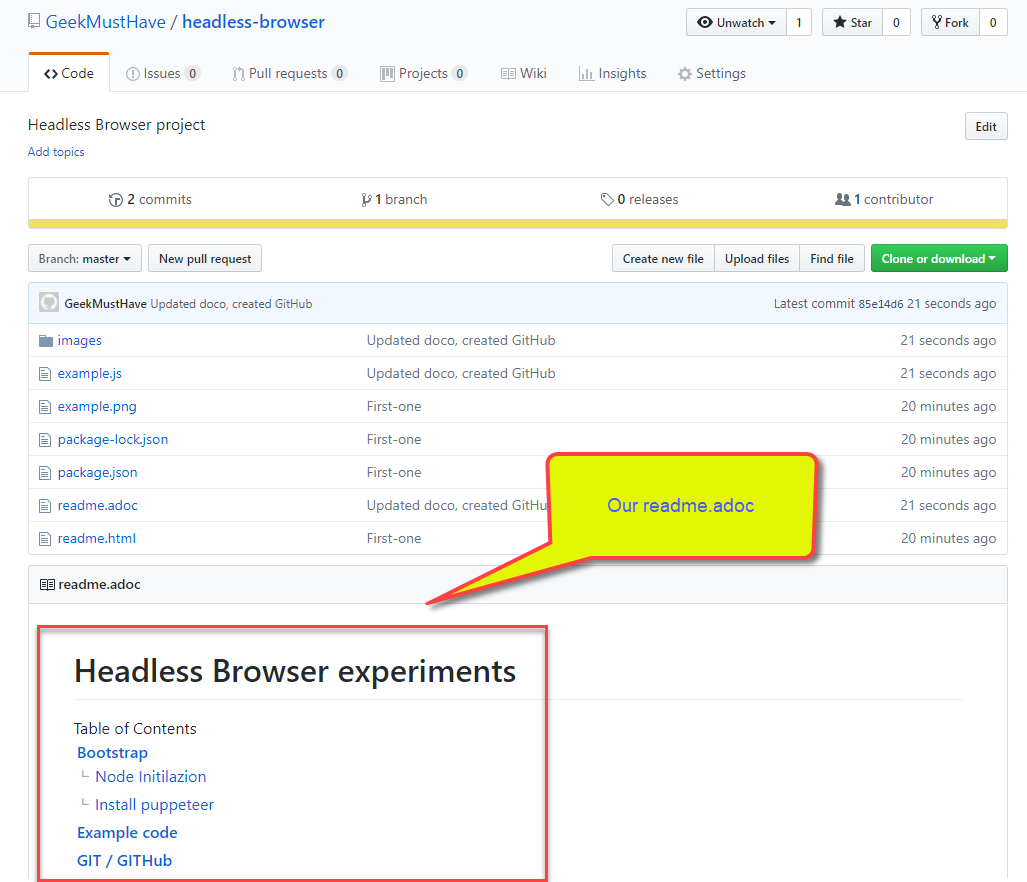 GeekMustHave / headless-browser
Unwatch 1 Star 0 Fork 0
Code Issues 0 Pull requests 0 Projects 0 Wiki Insights Settings
Headless Browser project
Edit
Add topics
2 commits 1 branch 0 releases 1 contributor
Branch: master New pull request Create new file Upload files Find file Clone or download
GeekMustHave Updated doco, created GitHub Latest commit 85e14d6 21 seconds ago
images Updated doco, created GitHub 21 seconds ago
example.js Updated doco, created GitHub 21 seconds ago
example.png First-one 20 minutes ago
package-lock.json First-one 20 minutes ago
package.json First-one 20 minutes ago
readme.adoc Updated doco, created GitHu 21 seconds ago
Our readme.adoc
readme.html First-one 20 minutes ago
readme.adoc
Headless Browser experiments
Table of Contents
Bootstrap
Node Initilazion
Install puppeteer
Example code
GIT / GITHub